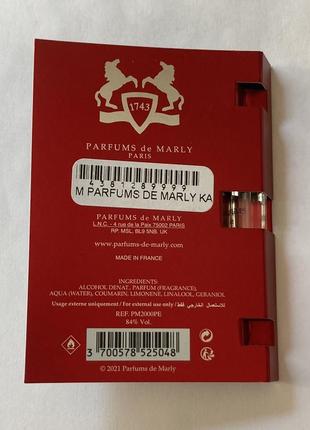 1743
PARFUMS de MARLY
PARIS
4381289999
M PARFUMS DE MARLY KA
PARFUMS de MARLY
L.N.C. - 4 rue de la Paix 75002 PARIS
RP. MSL, BL9 5NB. UK
www.parfums-de-marly.com
MADE IN FRANCE
INGREDIENTS:
ALCOHOL DENAT., PARFUM (FRAGRANCE),
AQUA (WATER), COUMARIN, LIMONENE, LINALOOL, GERANIOL
Usage externe uniquement / For external use only / للاستعمال الخارجي فقط
REF. PM2000PE
84% Vol.
3 700578 525048
© 2021 Parfums de Marly